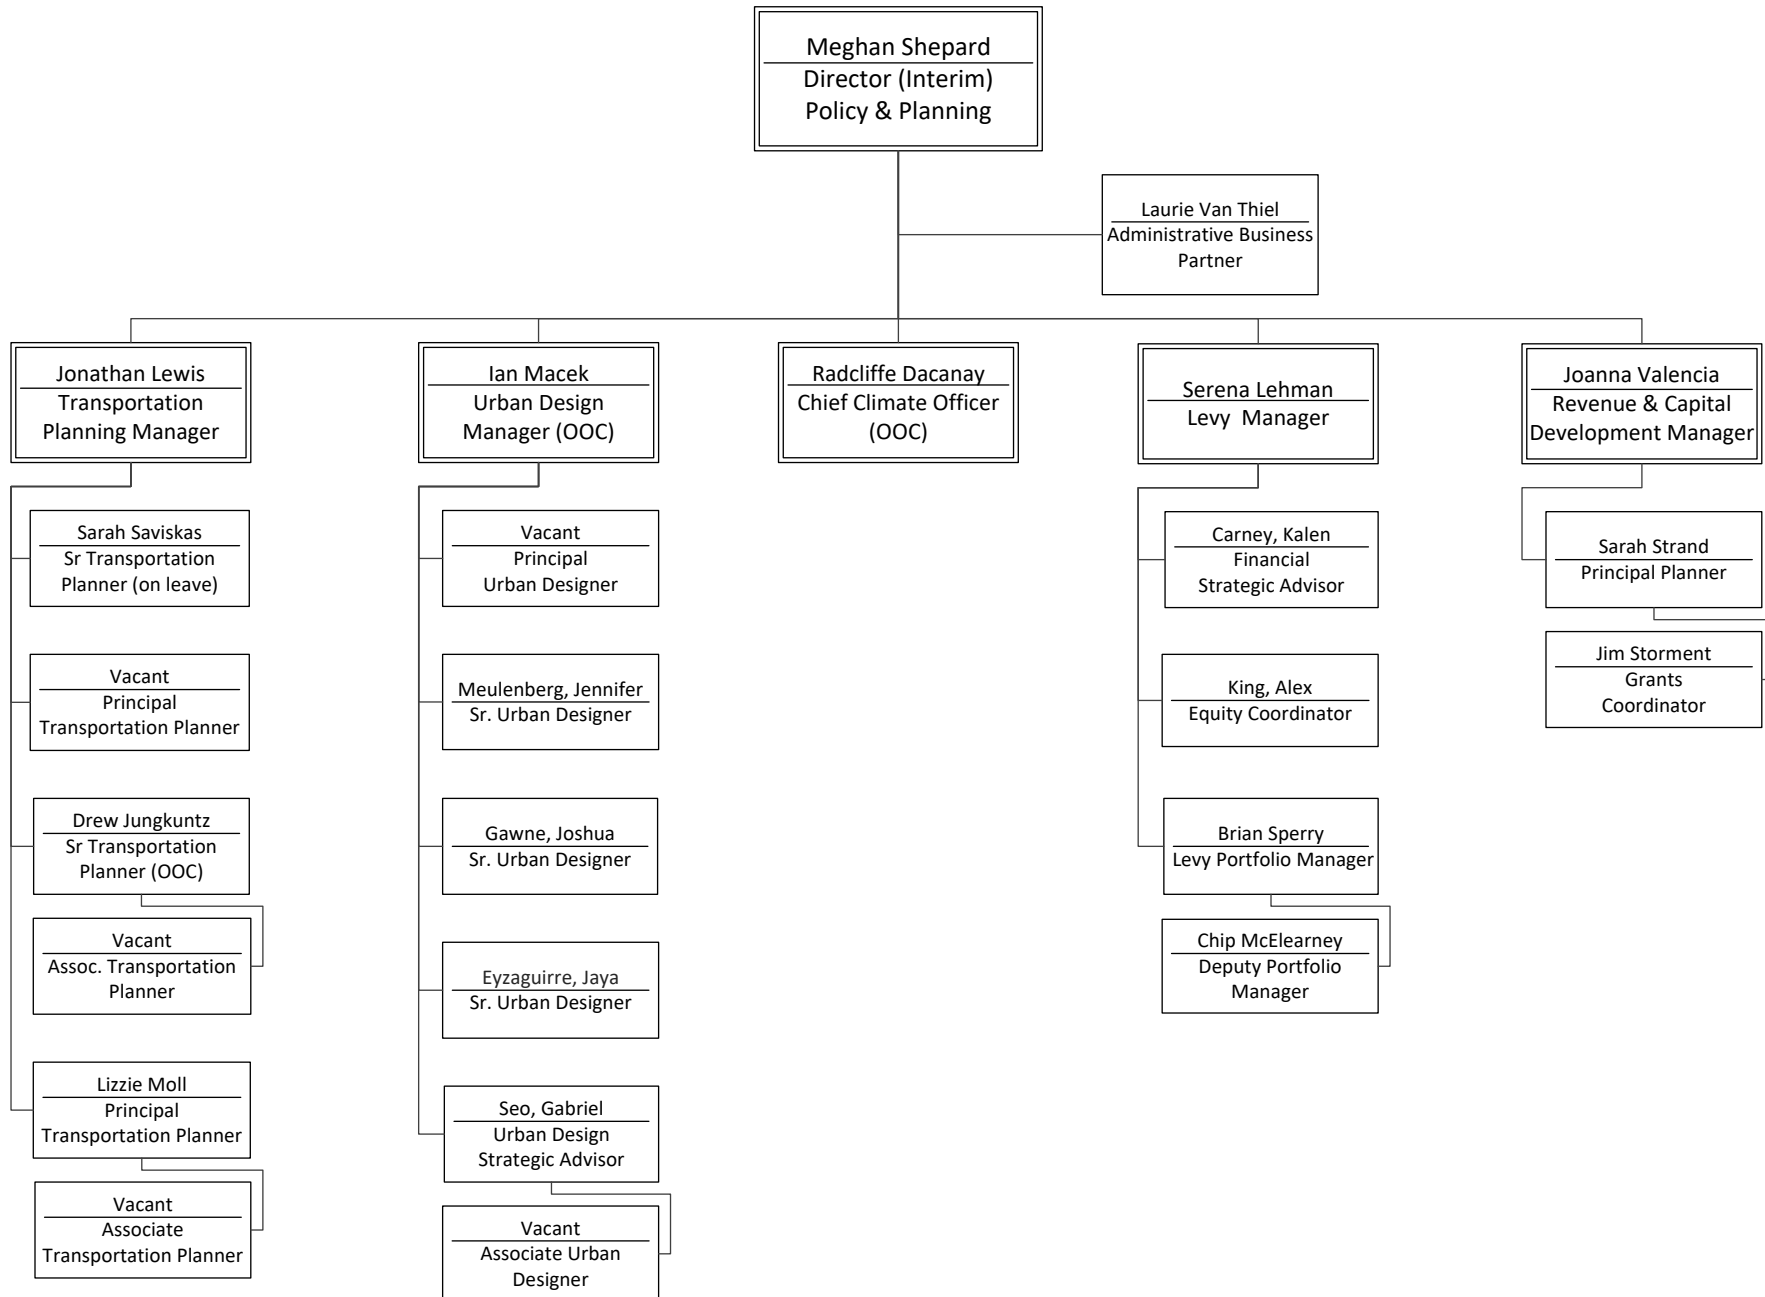 Meghan Shepard
Director (Interim)
Policy & Planning
Laurie Van Thiel
Administrative Business
Partner
Jonathan Lewis
Transportation
Planning Manager
Ian Macek
Urban Design
Manager (OOC)
Radcliffe Dacanay
Chief Climate Officer
(OOC)
Serena Lehman
Levy  Manager
Joanna Valencia
Revenue & Capital
Development Manager
Sarah Saviskas
Sr Transportation
Planner (on leave)
Vacant
Principal
Transportation Planner
Drew Jungkuntz
Sr Transportation
Planner (OOC)
Vacant
Assoc. Transportation
Planner
Lizzie Moll
Principal
Transportation Planner
Vacant
Associate
Transportation Planner
Vacant
Principal
Urban Designer
Meulenberg, Jennifer
Sr. Urban Designer
Gawne, Joshua
Sr. Urban Designer
Eyzaguirre, Jaya
Sr. Urban Designer
Seo, Gabriel
Urban Design
Strategic Advisor
Vacant
Associate Urban
Designer
Carney, Kalen
Financial
Strategic Advisor
King, Alex
Equity Coordinator
Brian Sperry
Levy Portfolio Manager
Chip McElearney
Deputy Portfolio
Manager
Sarah Strand
Principal Planner
Jim Storment
Grants
Coordinator